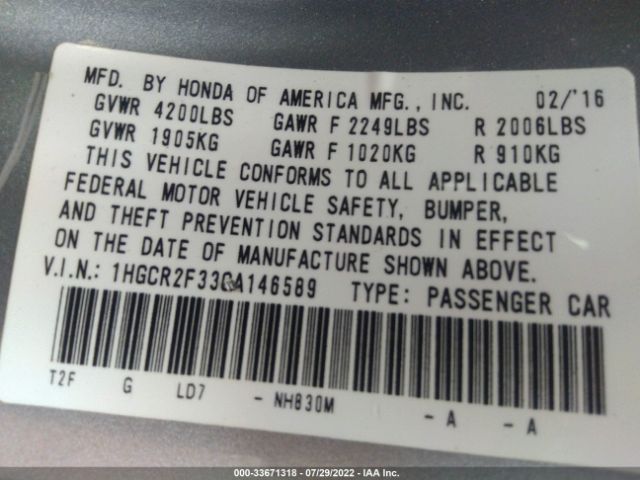 MFD. BY HONDA OF AMERICA MFG., INC. 02/'16
GVWR 4200LBS GAWR F 2249LBS R 2006LBS
GVWR 1905KG GAWR F 1020KG R 910KG
THIS VEHICLE CONFORMS TO ALL APPLICABLE
FEDERAL MOTOR VEHICLE SAFETY, BUMPER,
AND THEFT PREVENTION STANDARDS IN EFFECT
ON THE DATE OF MANUFACTURE SHOWN ABOVE.
V.I.N.: 1HGCR2F33GA146589 TYPE: PASSENGER CAR
T2F G LD7 - NH830M - A - A
000-33671318 - 07/29/2022 - IAA Inc.